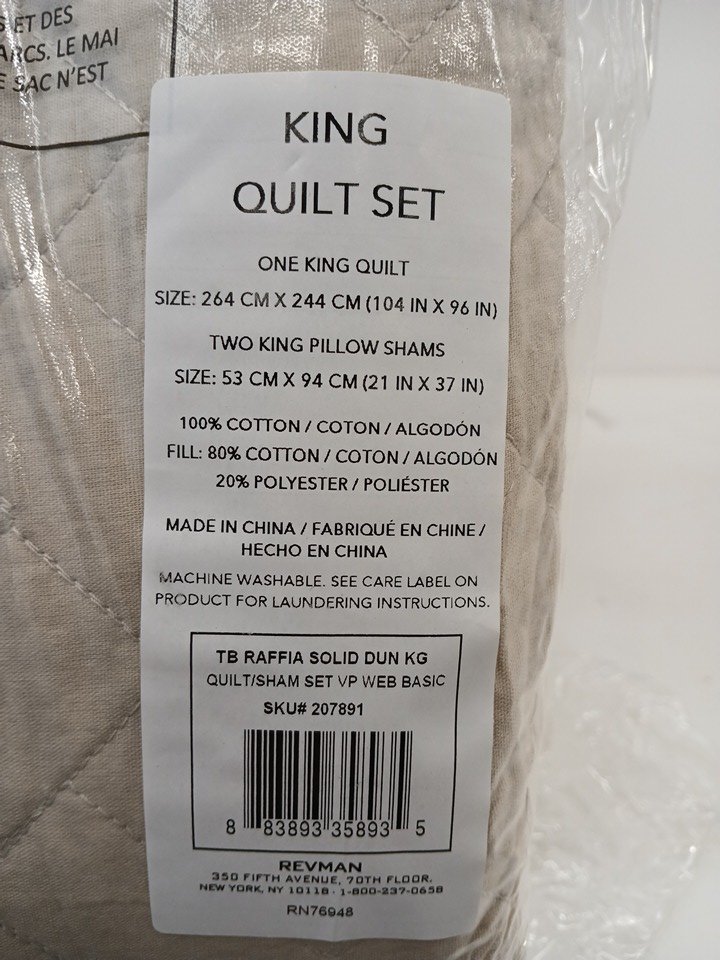 ET DES
ARCS. LE MAI
SAC N'EST
KING
QUILT SET
ONE KING QUILT
SIZE: 264 CM X 244 CM (104 IN X 96 IN)
TWO KING PILLOW SHAMS
SIZE: 53 CM X 94 CM (21 IN X 37 IN)
100% COTTON / COTON / ALGODÓN
FILL: 80% COTTON / COTON / ALGODÓN
20% POLYESTER / POLIÉSTER
MADE IN CHINA / FABRIQUÉ EN CHINE /
HECHO EN CHINA
MACHINE WASHABLE. SEE CARE LABEL ON
PRODUCT FOR LAUNDERING INSTRUCTIONS.
TB RAFFIA SOLID DUN KG
QUILT/SHAM SET VP WEB BASIC
SKU# 207891
8 83893 35893 5
REVMAN
350 FIFTH AVENUE, 70TH FLOOR.
NEW YORK, NY 10118 · 1-800-237-0658
RN76948